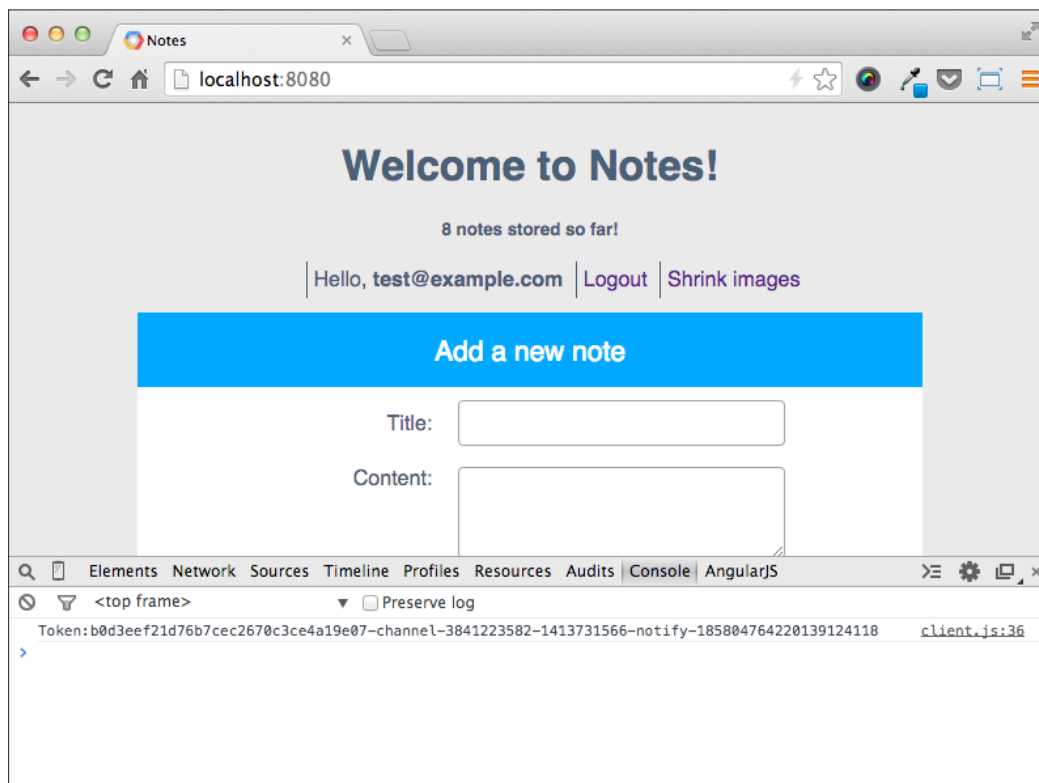 Notes
localhost:8080
Welcome to Notes!
8 notes stored so far!
Hello, test@example.com Logout Shrink images
Add a new note
Title:
Content:
Elements Network Sources Timeline Profiles Resources Audits Console AngularJS
<top frame> Preserve log
Token:b0d3eef21d76b7cec2670c3ce4a19e07-channel-3841223582-1413731566-notify-185804764220139124118 client.js:36